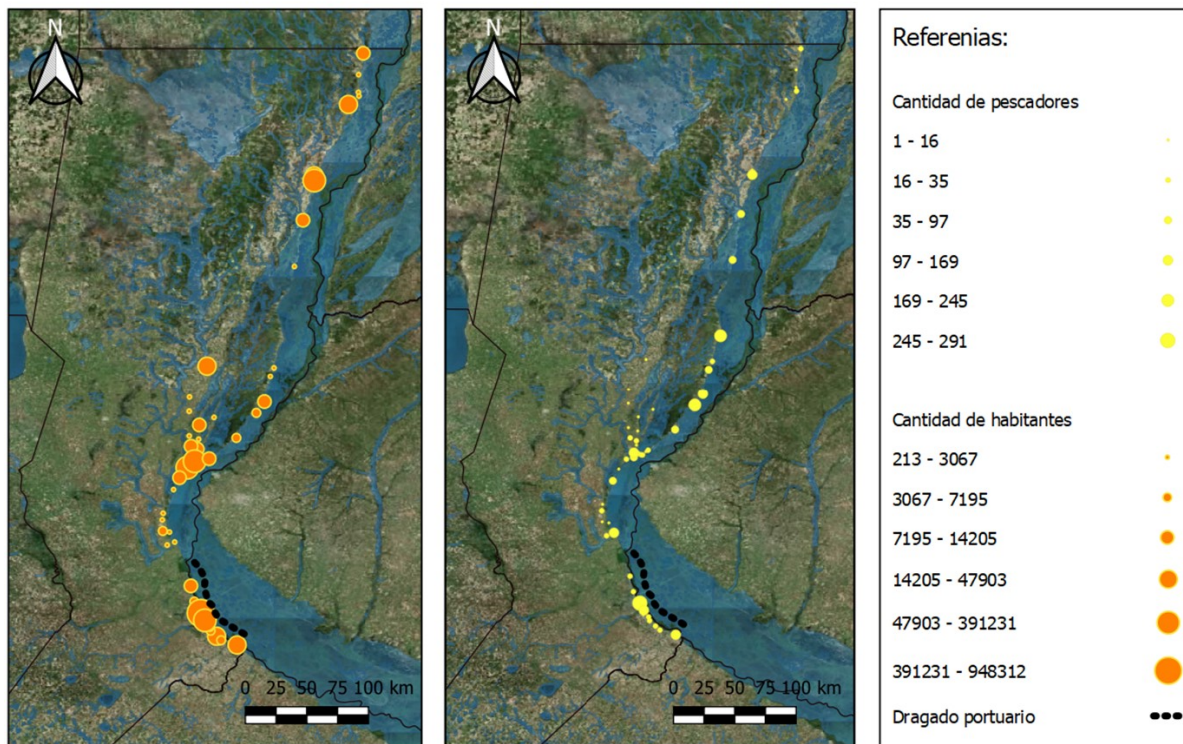 N
0 25 50 75 100 km
N
0 25 50 75 100 km
Referenias:
Cantidad de pescadores
1 - 16
16 - 35
35 - 97
97 - 169
169 - 245
245 - 291
Cantidad de habitantes
213 - 3067
3067 - 7195
7195 - 14205
14205 - 47903
47903 - 391231
391231 - 948312
Dragado portuario